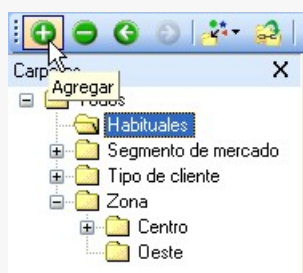 Agregar
X
Habituales
Segmento de mercado
Tipo de cliente
Zona
Centro
Oeste